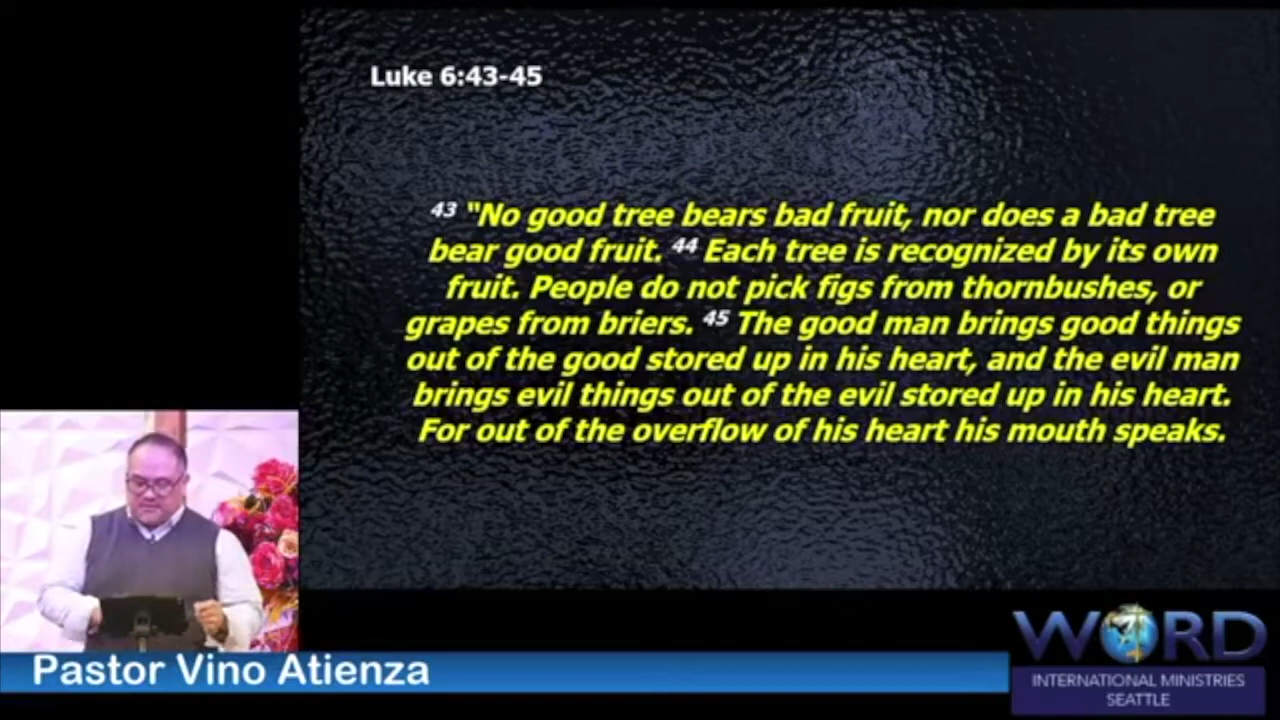 Luke 6:43-45
43 "No good tree bears bad fruit, nor does a bad tree
bear good fruit. 44 Each tree is recognized by its own
fruit. People do not pick figs from thornbushes, or
grapes from briers. 45 The good man brings good things
out of the good stored up in his heart, and the evil man
brings evil things out of the evil stored up in his heart.
For out of the overflow of his heart his mouth speaks.
Pastor Vino Atienza
WORD
INTERNATIONAL MINISTRIES
SEATTLE